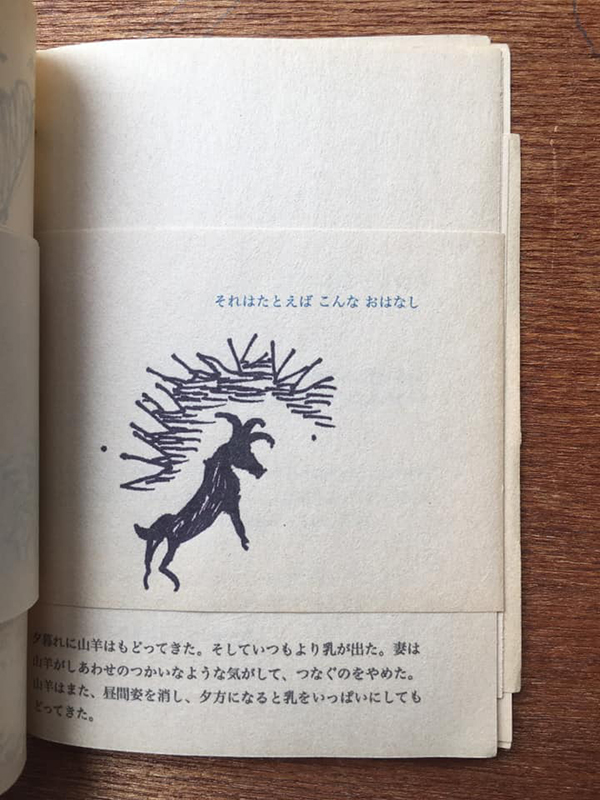 それはたとえば こんな おはなし
夕暮れに山羊はもどってきた。そしていつもより乳が出た。妻は
山羊がしあわせのつかいなような気がして、つなぐのをやめた。
山羊はまた、昼間姿を消し、夕方になると乳をいっぱいにしても
どってきた。